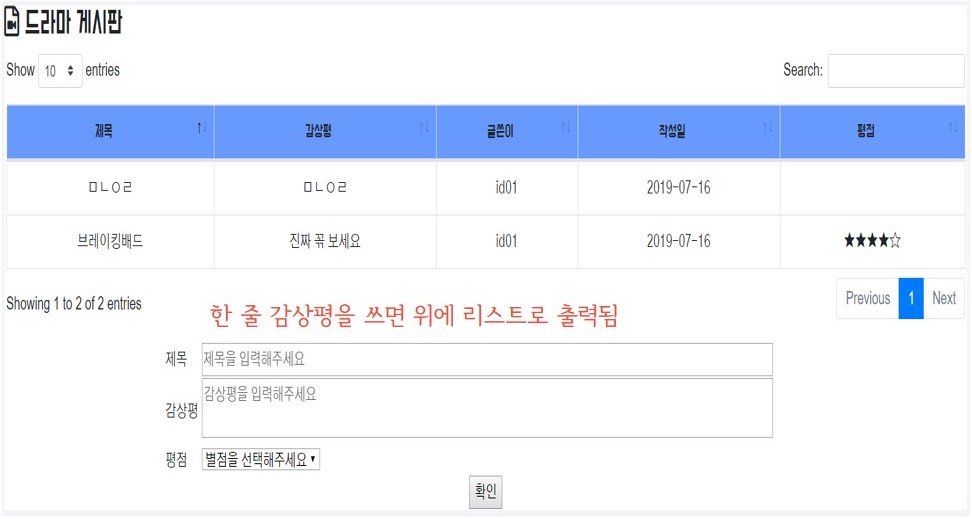 드라마 게시판
Show 10 entries Search:
제목 감상평 글쓴이 작성일 평점
ㅁㄴㅇㄹ ㅁㄴㅇㄹ id01 2019-07-16
브레이킹배드 진짜 꼮 보세요 id01 2019-07-16 ★★★★☆
Showing 1 to 2 of 2 entries Previous 1 Next
한 줄 감상평을 쓰면 위에 리스트로 출력됨
제목 제목을 입력해주세요
감상평 감상평을 입력해주세요
평점 별점을 선택해주세요
확인